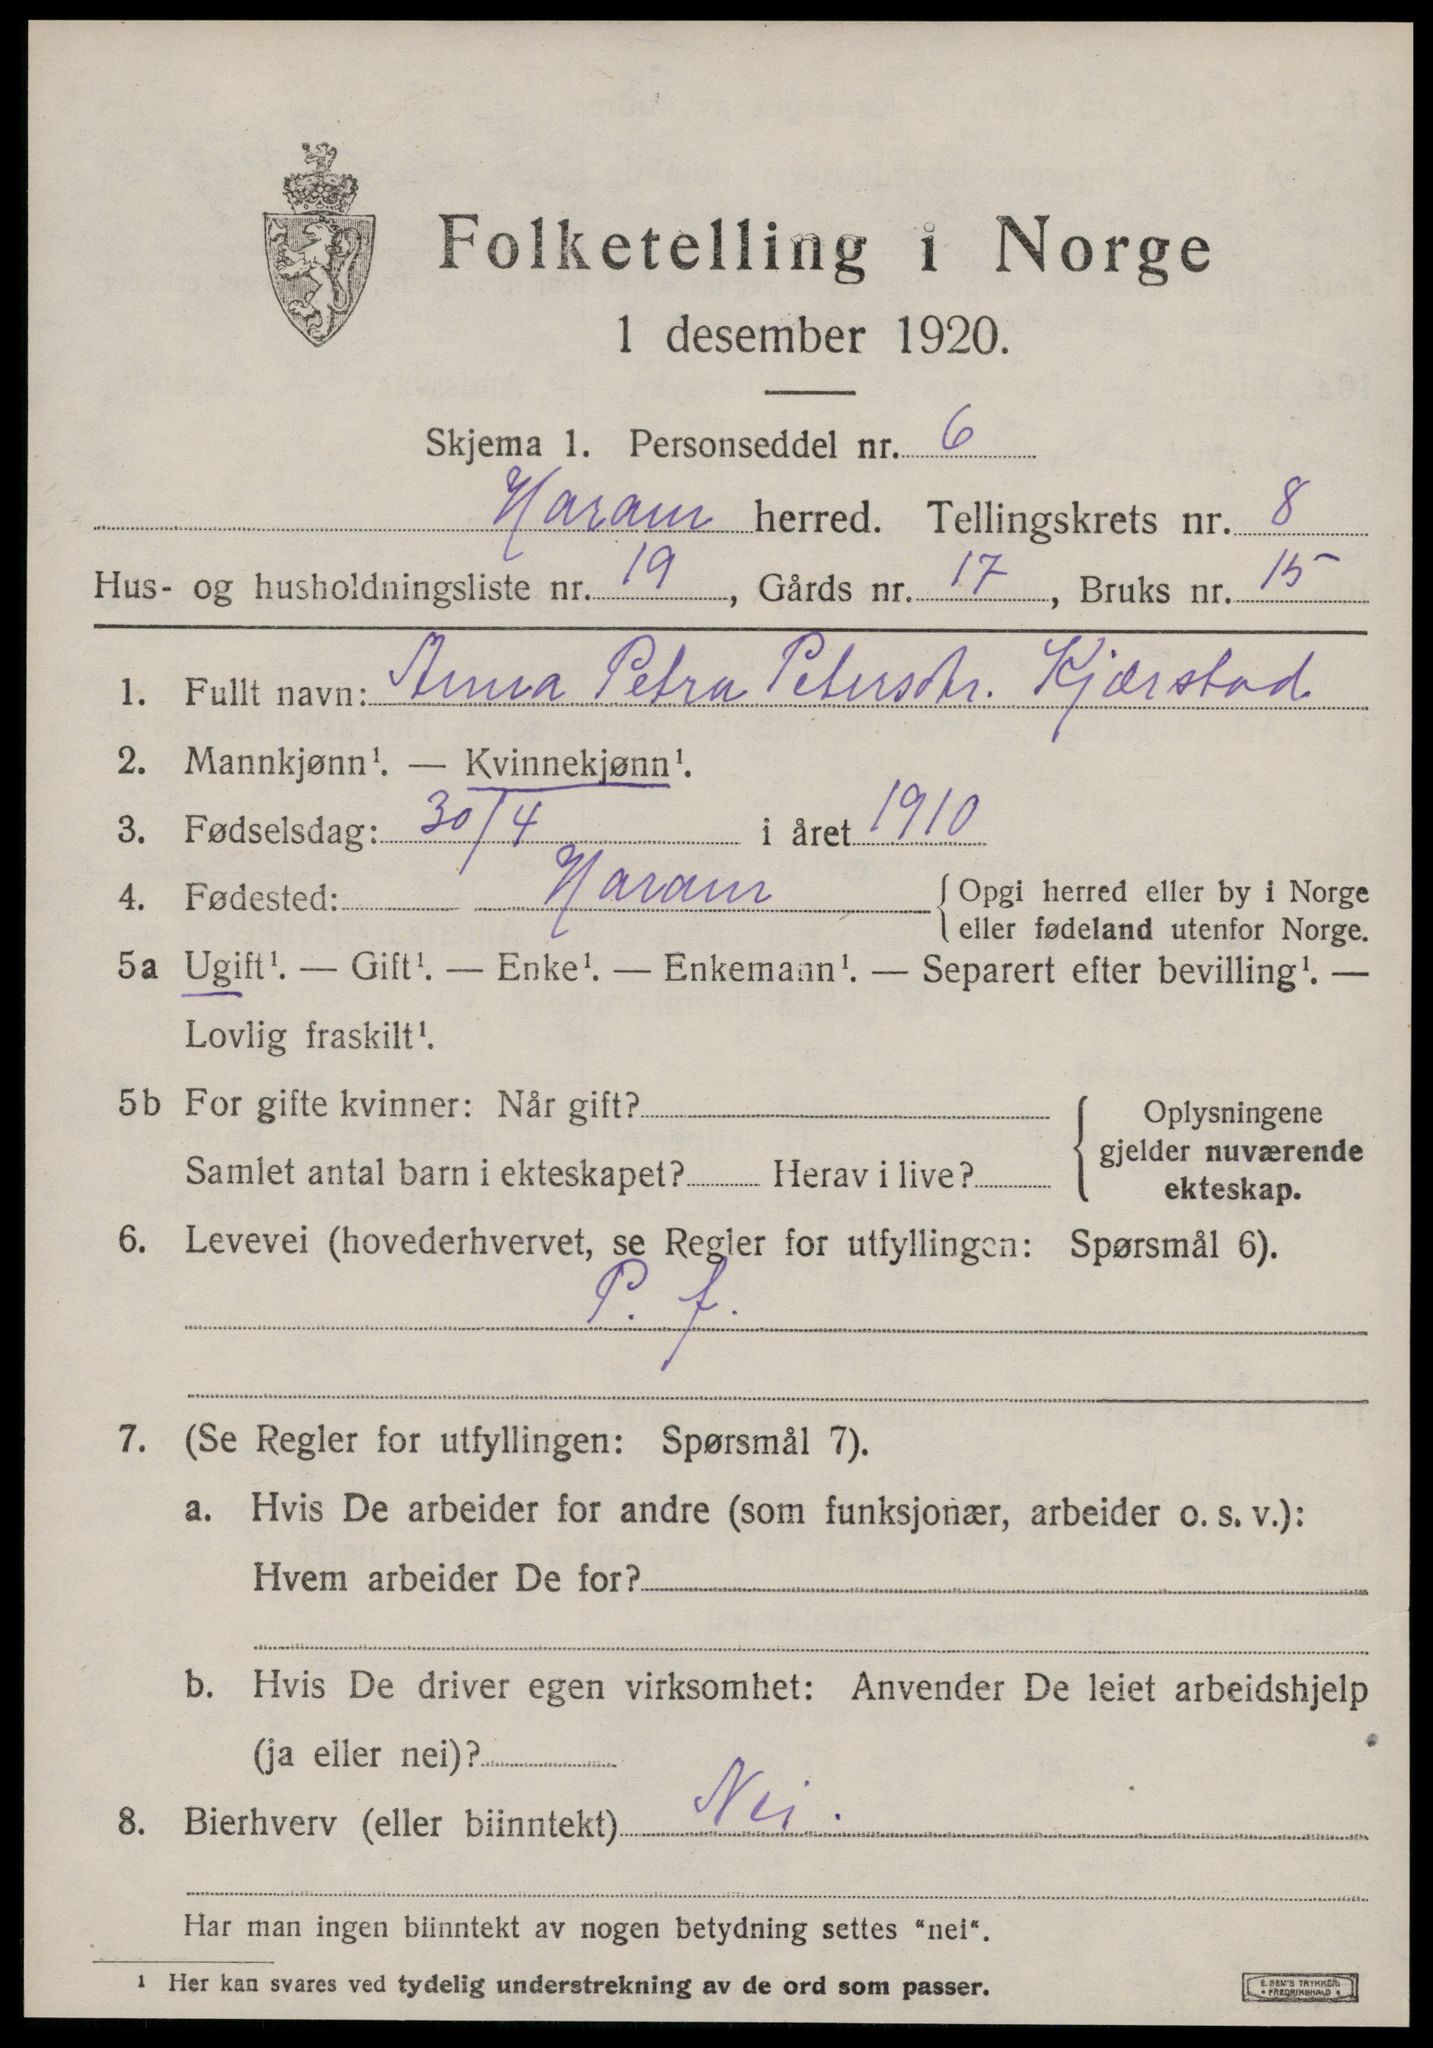 Folketelling i Norge
1 desember 1920.
Skjema 1. Personseddel nr. 6
Haram herred. Tellingskrets nr. 8
Hus- og husholdningsliste nr. 19, Gårds nr. 17, Bruks nr. 15
1. Fullt navn: Anna Petra Petersdtr. Kjærstad
2. Mannkjønn¹. — Kvinnekjønn¹.
3. Fødselsdag: 30/4 i året 1910
4. Fødested: Haram { Opgi herred eller by i Norge
eller fødeland utenfor Norge.
5a Ugift¹. — Gift¹. — Enke¹. — Enkemann¹. — Separert efter bevilling¹. —
Lovlig fraskilt¹.
5b For gifte kvinner: Når gift?
Samlet antal barn i ekteskapet? Herav i live?
{ Oplysningene
gjelder nuværende
ekteskap.
6. Levevei (hovederhvervet, se Regler for utfyllingen: Spørsmål 6).
P. f.
7. (Se Regler for utfyllingen: Spørsmål 7).
a. Hvis De arbeider for andre (som funksjonær, arbeider o. s. v.):
Hvem arbeider De for?
b. Hvis De driver egen virksomhet: Anvender De leiet arbeidshjelp
(ja eller nei)?
8. Bierhverv (eller biinntekt) Nei.
Har man ingen biinntekt av nogen betydning settes “nei“.
¹ Her kan svares ved tydelig understrekning av de ord som passer.
E. SEM'S TRYKKERI
• FREDRIKSHALD •